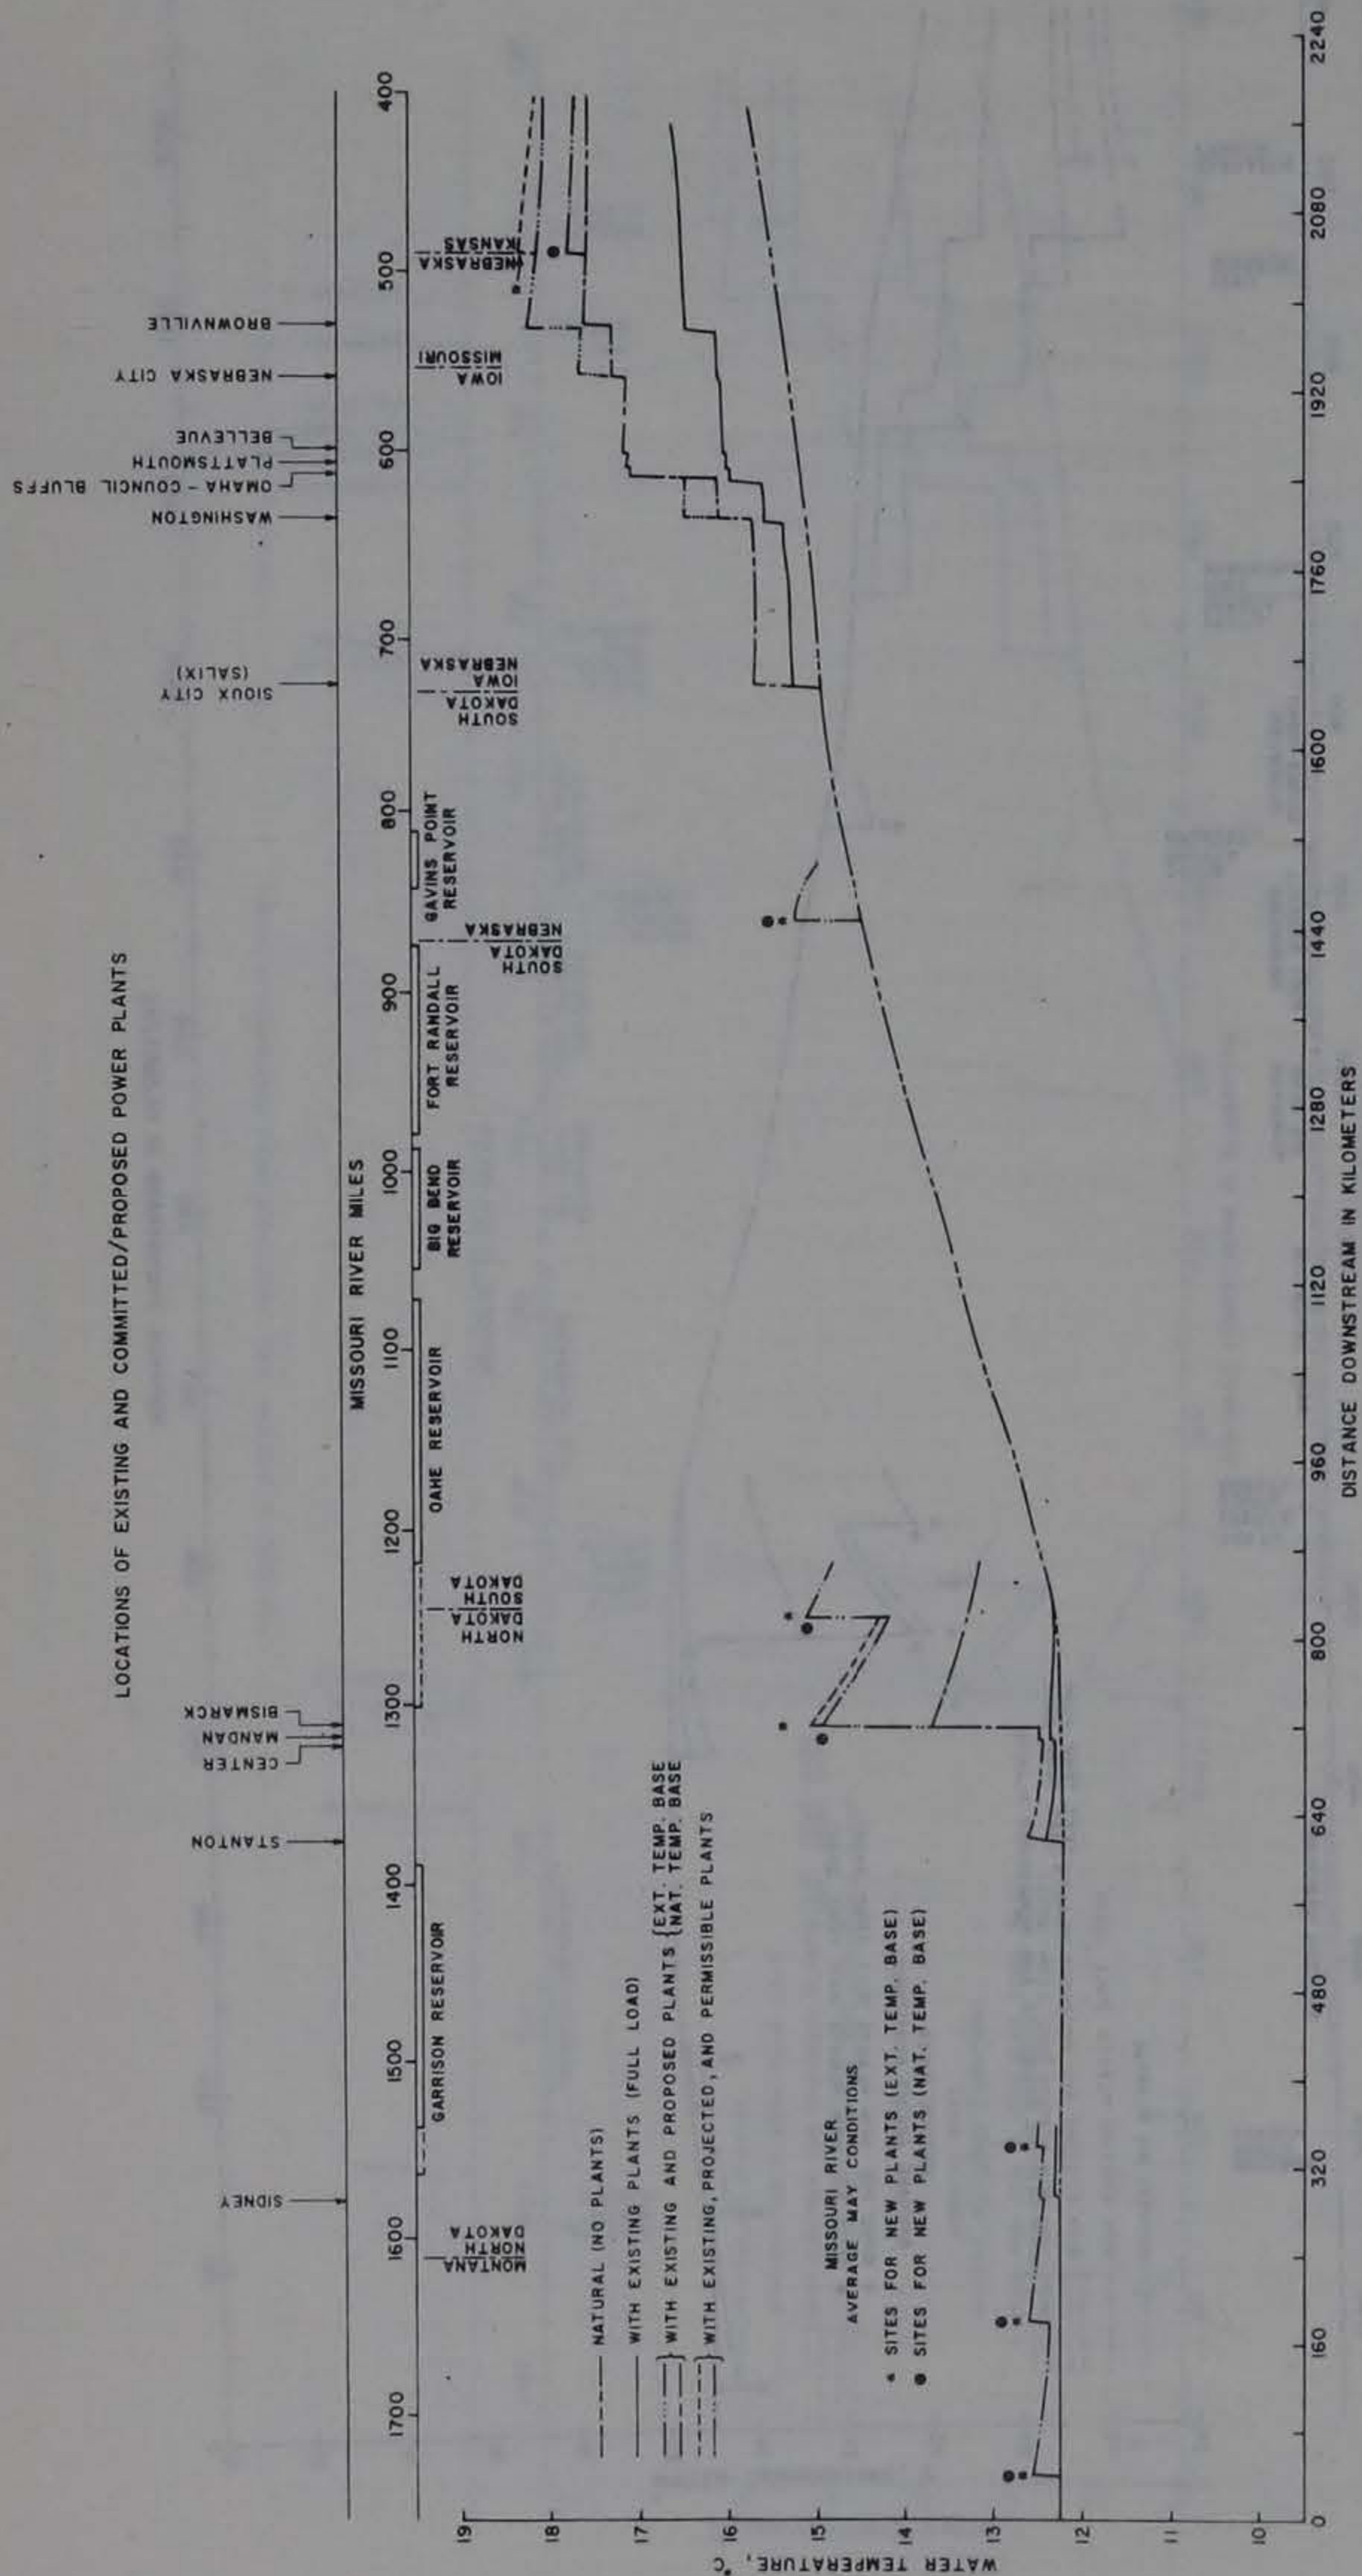 LOCATIONS OF EXISTING AND COMMITTED/PROPOSED POWER PLANTS
SIDNEY
STANTON
CENTER
MANDAN
BISMARCK
SIOUX CITY
(SALIX)
WASHINGTON
OMAHA - COUNCIL BLUFFS
PLATTSMOUTH
BELLEVUE
NEBRASKA CITY
BROWNVILLE
MISSOURI RIVER MILES
1700 1600 1500 1400 1300 1200 1100 1000 900 800 700 600 500 400
MONTANA
NORTH
DAKOTA
GARRISON RESERVOIR
NORTH
DAKOTA
SOUTH
DAKOTA
OAHE RESERVOIR
BIG BEND
RESERVOIR
FORT RANDALL
RESERVOIR
SOUTH
DAKOTA
NEBRASKA
GAVINS POINT
RESERVOIR
SOUTH
DAKOTA
IOWA
NEBRASKA
IOWA
MISSOURI
NEBRASKA
KANSAS
NATURAL (NO PLANTS)
WITH EXISTING PLANTS (FULL LOAD)
WITH EXISTING AND PROPOSED PLANTS {EXT. TEMP. BASE
{NAT. TEMP. BASE
WITH EXISTING, PROJECTED, AND PERMISSIBLE PLANTS
MISSOURI RIVER
AVERAGE MAY CONDITIONS
* SITES FOR NEW PLANTS (EXT. TEMP. BASE)
● SITES FOR NEW PLANTS (NAT. TEMP. BASE)
WATER TEMPERATURE, °C
19
18
17
16
15
14
13
12
11
10
0 160 320 480 640 800 960 1120 1280 1440 1600 1760 1920 2080 2240
DISTANCE DOWNSTREAM IN KILOMETERS